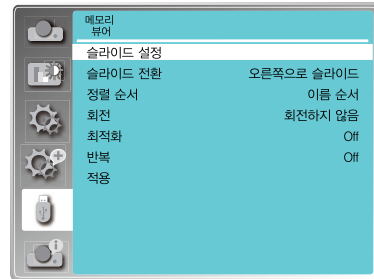 메모리
뷰어
슬라이드 설정
슬라이드 전환 오른쪽으로 슬라이드
정렬 순서 이름 순서
회전 회전하지 않음
최적화 Off
반복 Off
적용